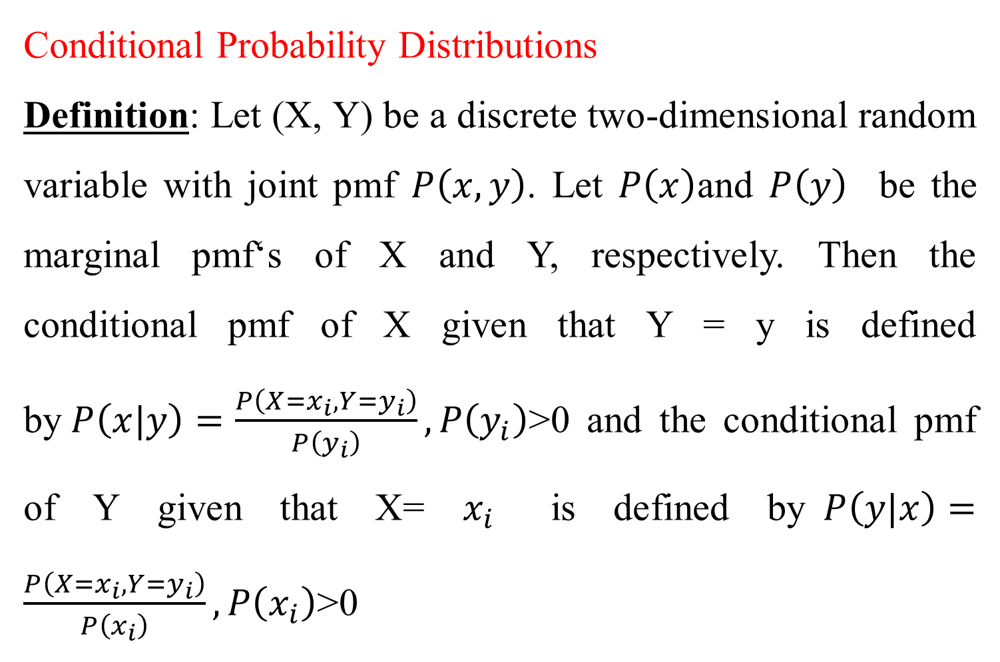 Conditional Probability Distributions
Definition: Let (X, Y) be a discrete two-dimensional random
variable with joint pmf P(x, y). Let P(x)and P(y) be the
marginal pmf‘s of X and Y, respectively. Then the
conditional pmf of X given that Y = y is defined
by P(x|y) = \frac{P(X=x_i,Y=y_i)}{P(y_i)}, P(y_i)>0 and the conditional pmf
of Y given that X= x_i is defined by P(y|x) =
\frac{P(X=x_i,Y=y_i)}{P(x_i)}, P(x_i)>0